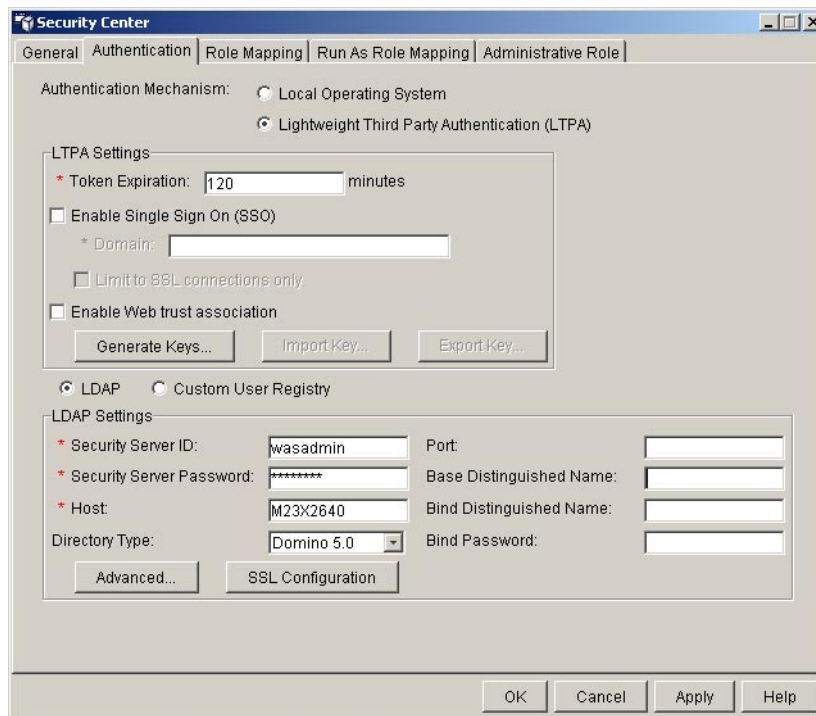 Security Center
General Authentication Role Mapping Run As Role Mapping Administrative Role
Authentication Mechanism: Local Operating System
Lightweight Third Party Authentication (LTPA)
LTPA Settings
* Token Expiration: 120 minutes
Enable Single Sign On (SSO)
* Domain:
Limit to SSL connections only
Enable Web trust association
Generate Keys... Import Key... Export Key...
LDAP Custom User Registry
LDAP Settings
* Security Server ID: wasadmin Port:
* Security Server Password: ******** Base Distinguished Name:
* Host: M23X2640 Bind Distinguished Name:
Directory Type: Domino 5.0 Bind Password:
Advanced... SSL Configuration
OK Cancel Apply Help